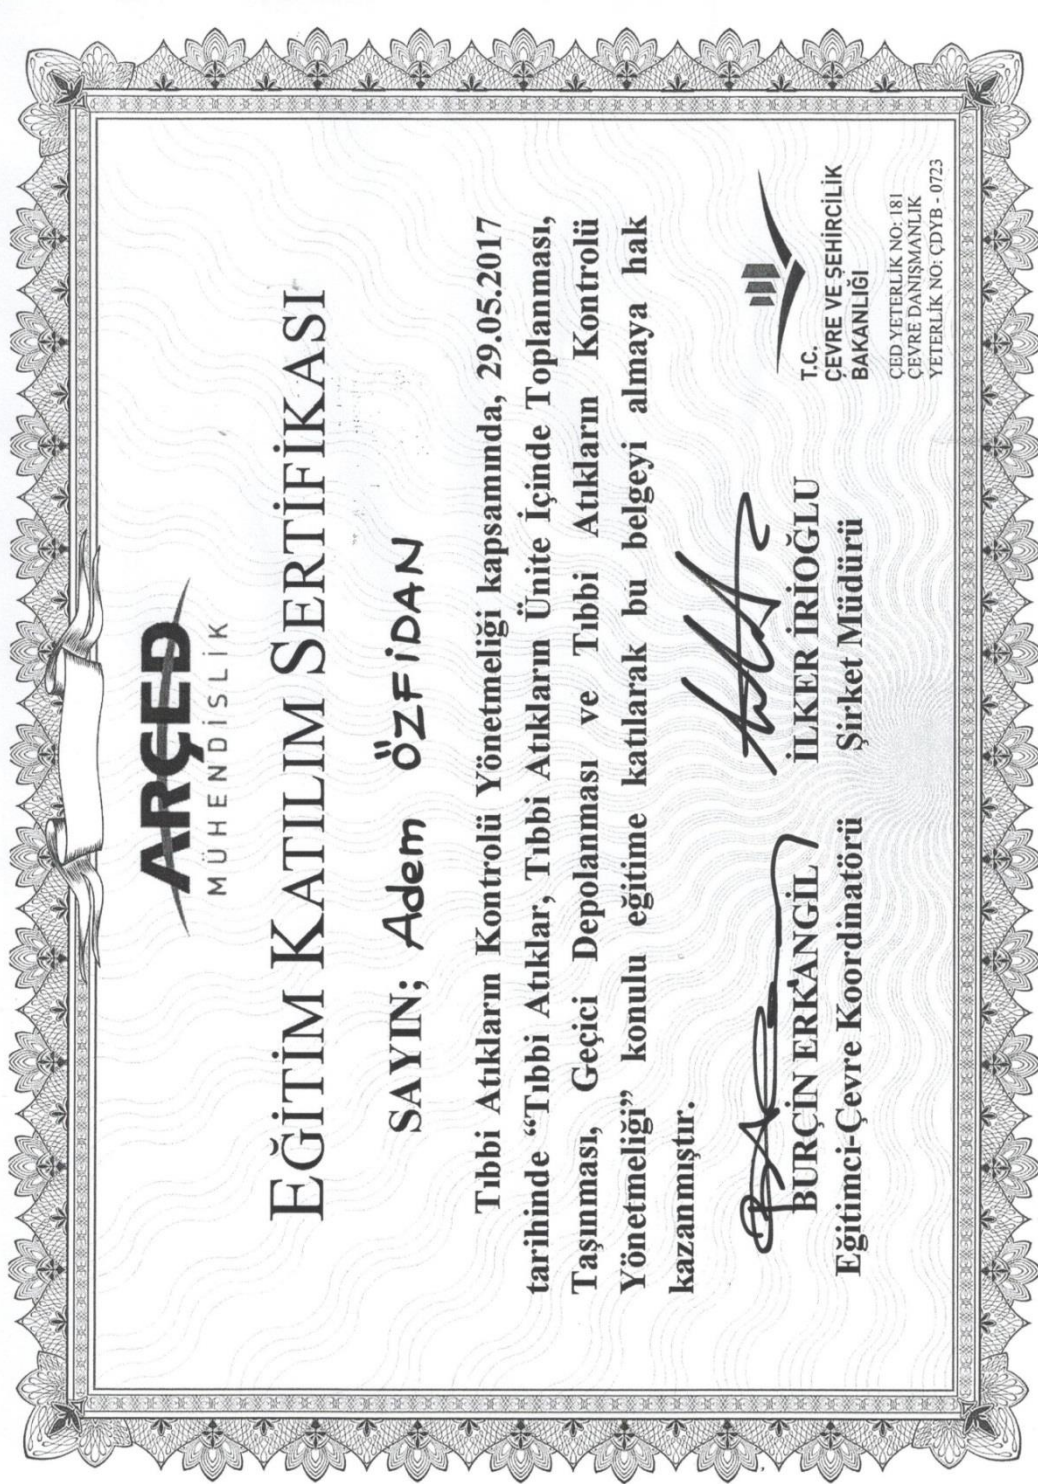 ARÇED
MÜHENDİSLİK
EĞİTİM KATILIM SERTİFİKASI
SAYIN; Adem ÖZFİDAN
Tıbbi Atıkların Kontrolü Yönetmeliği kapsamında, 29.05.2017
tarihinde “Tıbbi Atıklar, Tıbbi Atıkların Ünite İçinde Toplanması,
Taşınması, Geçici Depolanması ve Tıbbi Atıkların Kontrolü
Yönetmeliği” konulu eğitime katılarak bu belgeyi almaya hak
kazanmıştır.
BURÇİN ERKANGİL
Eğitimci-Çevre Koordinatörü
İLKER İRİOĞLU
Şirket Müdürü
T.C.
ÇEVRE VE ŞEHİRCİLİK
BAKANLIĞI
ÇED YETERLİK NO: 181
ÇEVRE DANIŞMANLIK
YETERLİK NO: ÇDYB - 0723